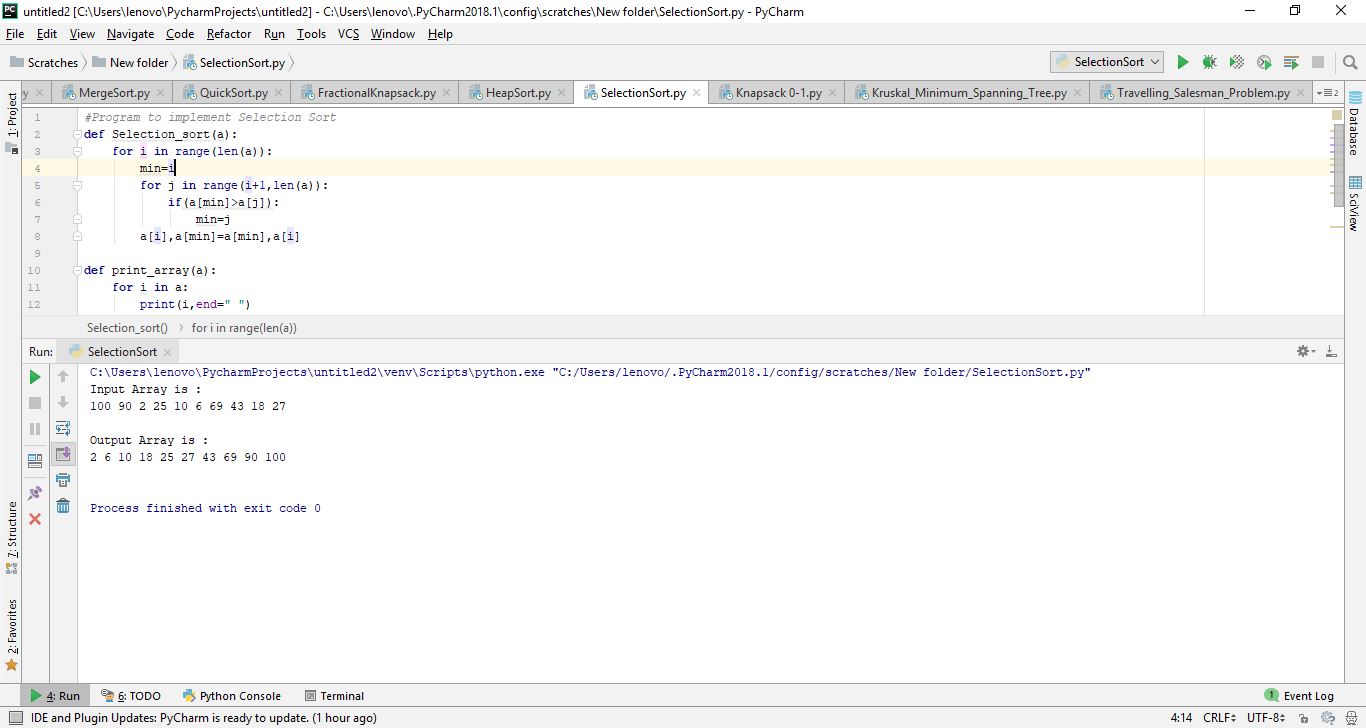 untitled2 [C:\Users\lenovo\PycharmProjects\untitled2] - C:\Users\lenovo\.PyCharm2018.1\config\scratches\New folder\SelectionSort.py - PyCharm
File Edit View Navigate Code Refactor Run Tools VCS Window Help
Scratches New folder SelectionSort.py SelectionSort
y MergeSort.py QuickSort.py FractionalKnapsack.py HeapSort.py SelectionSort.py Knapsack 0-1.py Kruskal_Minimum_Spanning_Tree.py Travelling_Salesman_Problem.py 2
1: Project
Database
SciView
1 #Program to implement Selection Sort
2 def Selection_sort(a):
3 for i in range(len(a)):
4 min=i
5 for j in range(i+1,len(a)):
6 if(a[min]>a[j]):
7 min=j
8 a[i],a[min]=a[min],a[i]
9
10 def print_array(a):
11 for i in a:
12 print(i,end=" ")
Selection_sort() for i in range(len(a))
Run: SelectionSort
C:\Users\lenovo\PycharmProjects\untitled2\venv\Scripts\python.exe "C:/Users/lenovo/.PyCharm2018.1/config/scratches/New folder/SelectionSort.py"
Input Array is :
100 90 2 25 10 6 69 43 18 27
Output Array is :
2 6 10 18 25 27 43 69 90 100
Process finished with exit code 0
7: Structure
2: Favorites
4: Run 6: TODO Python Console Terminal 1 Event Log
IDE and Plugin Updates: PyCharm is ready to update. (1 hour ago) 4:14 CRLF UTF-8